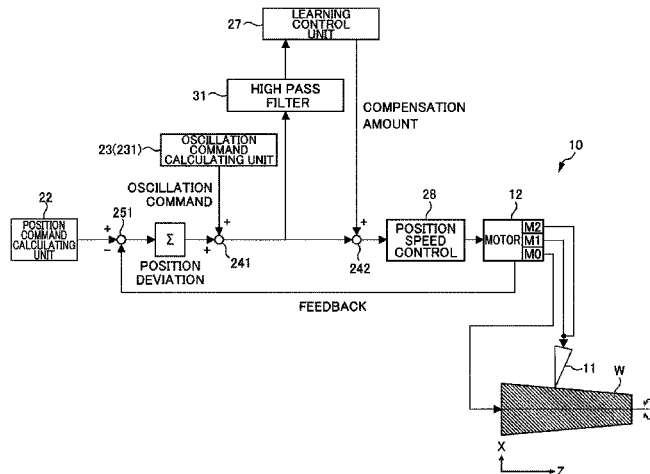 27
LEARNING
CONTROL
UNIT
31
HIGH PASS
FILTER
COMPENSATION
AMOUNT
23(231)
OSCILLATION
COMMAND
CALCULATING UNIT
10
OSCILLATION
COMMAND
22
POSITION
COMMAND
CALCULATING
UNIT
+
-
251
Σ
POSITION
DEVIATION
+
+
241
+
242
28
POSITION
SPEED
CONTROL
12
MOTOR
M2
M1
M0
FEEDBACK
11
W
X
Z